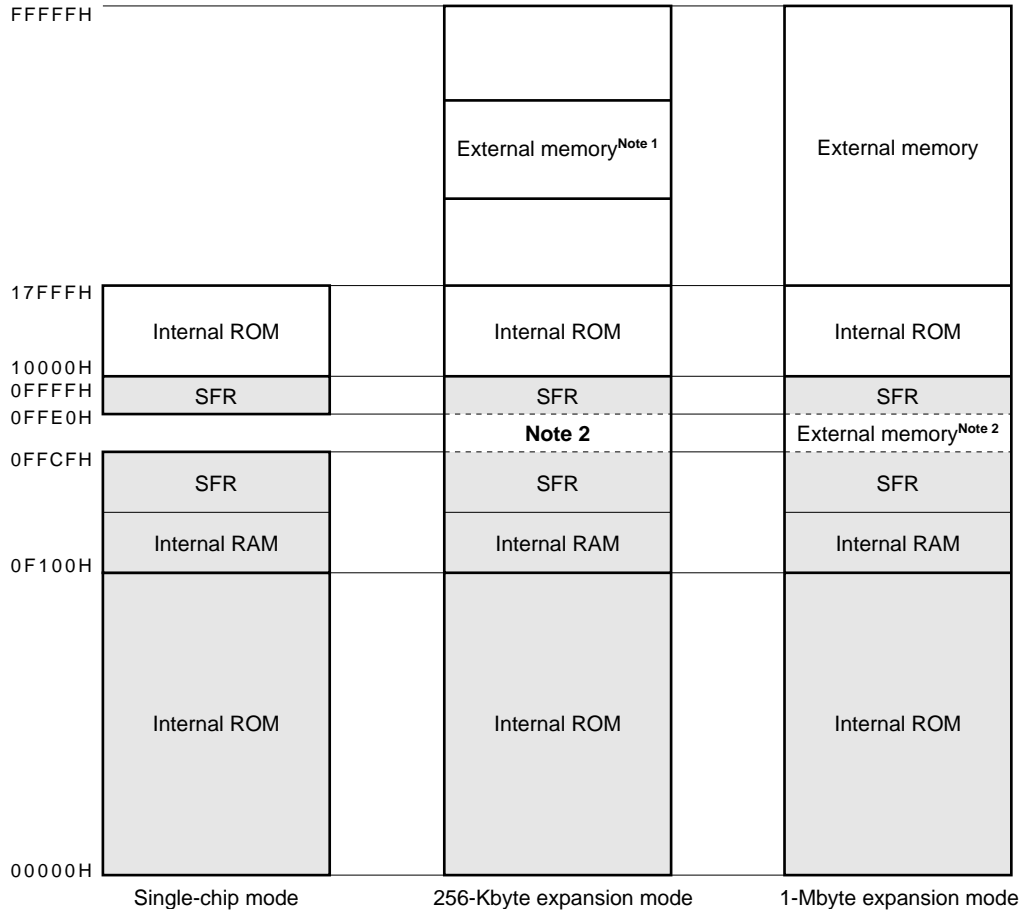 FFFFFH
External memoryNote 1
External memory
17FFFH
Internal ROM
Internal ROM
Internal ROM
10000H
0FFFFH
SFR
SFR
SFR
0FFE0H
Note 2
External memoryNote 2
0FFCFH
SFR
SFR
SFR
Internal RAM
Internal RAM
Internal RAM
0F100H
Internal ROM
Internal ROM
Internal ROM
00000H
Single-chip mode
256-Kbyte expansion mode
1-Mbyte expansion mode